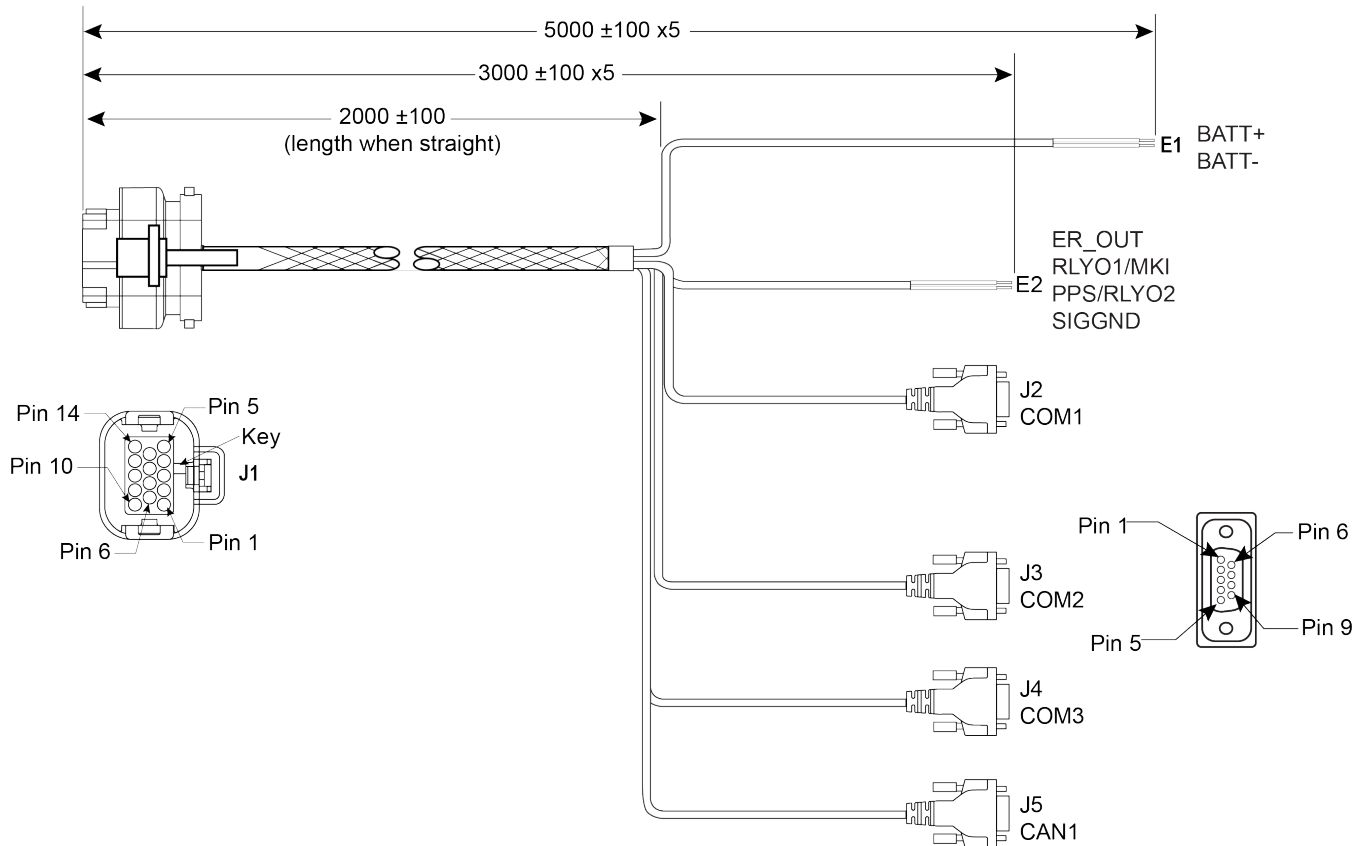 5000 ±100 x5
3000 ±100 x5
2000 ±100
(length when straight)
E1
BATT+
BATT-
E2
ER_OUT
RLYO1/MKI
PPS/RLYO2
SIGGND
J2
COM1
Pin 14
Pin 5
Key
Pin 10
J1
Pin 6
Pin 1
J3
COM2
Pin 1
Pin 6
Pin 5
Pin 9
J4
COM3
J5
CAN1